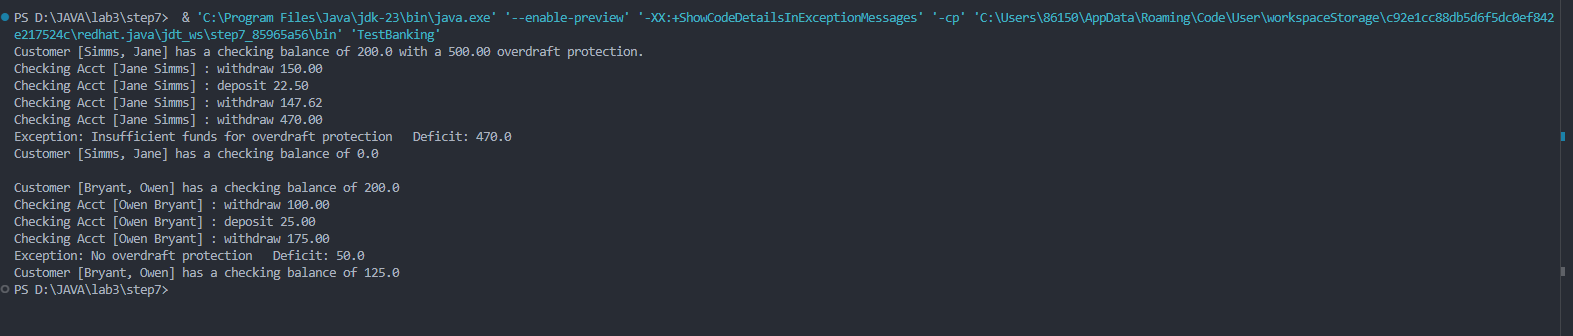 PS D:\JAVA\lab3\step7>  & 'C:\Program Files\Java\jdk-23\bin\java.exe' '--enable-preview' '-XX:+ShowCodeDetailsInExceptionMessages' '-cp' 'C:\Users\86150\AppData\Roaming\Code\User\workspaceStorage\c92e1cc88db5d6f5dc0ef842
e217524c\redhat.java\jdt_ws\step7_85965a56\bin' 'TestBanking'
Customer [Simms, Jane] has a checking balance of 200.0 with a 500.00 overdraft protection.
Checking Acct [Jane Simms] : withdraw 150.00
Checking Acct [Jane Simms] : deposit 22.50
Checking Acct [Jane Simms] : withdraw 147.62
Checking Acct [Jane Simms] : withdraw 470.00
Exception: Insufficient funds for overdraft protection   Deficit: 470.0
Customer [Simms, Jane] has a checking balance of 0.0
Customer [Bryant, Owen] has a checking balance of 200.0
Checking Acct [Owen Bryant] : withdraw 100.00
Checking Acct [Owen Bryant] : deposit 25.00
Checking Acct [Owen Bryant] : withdraw 175.00
Exception: No overdraft protection   Deficit: 50.0
Customer [Bryant, Owen] has a checking balance of 125.0
PS D:\JAVA\lab3\step7>